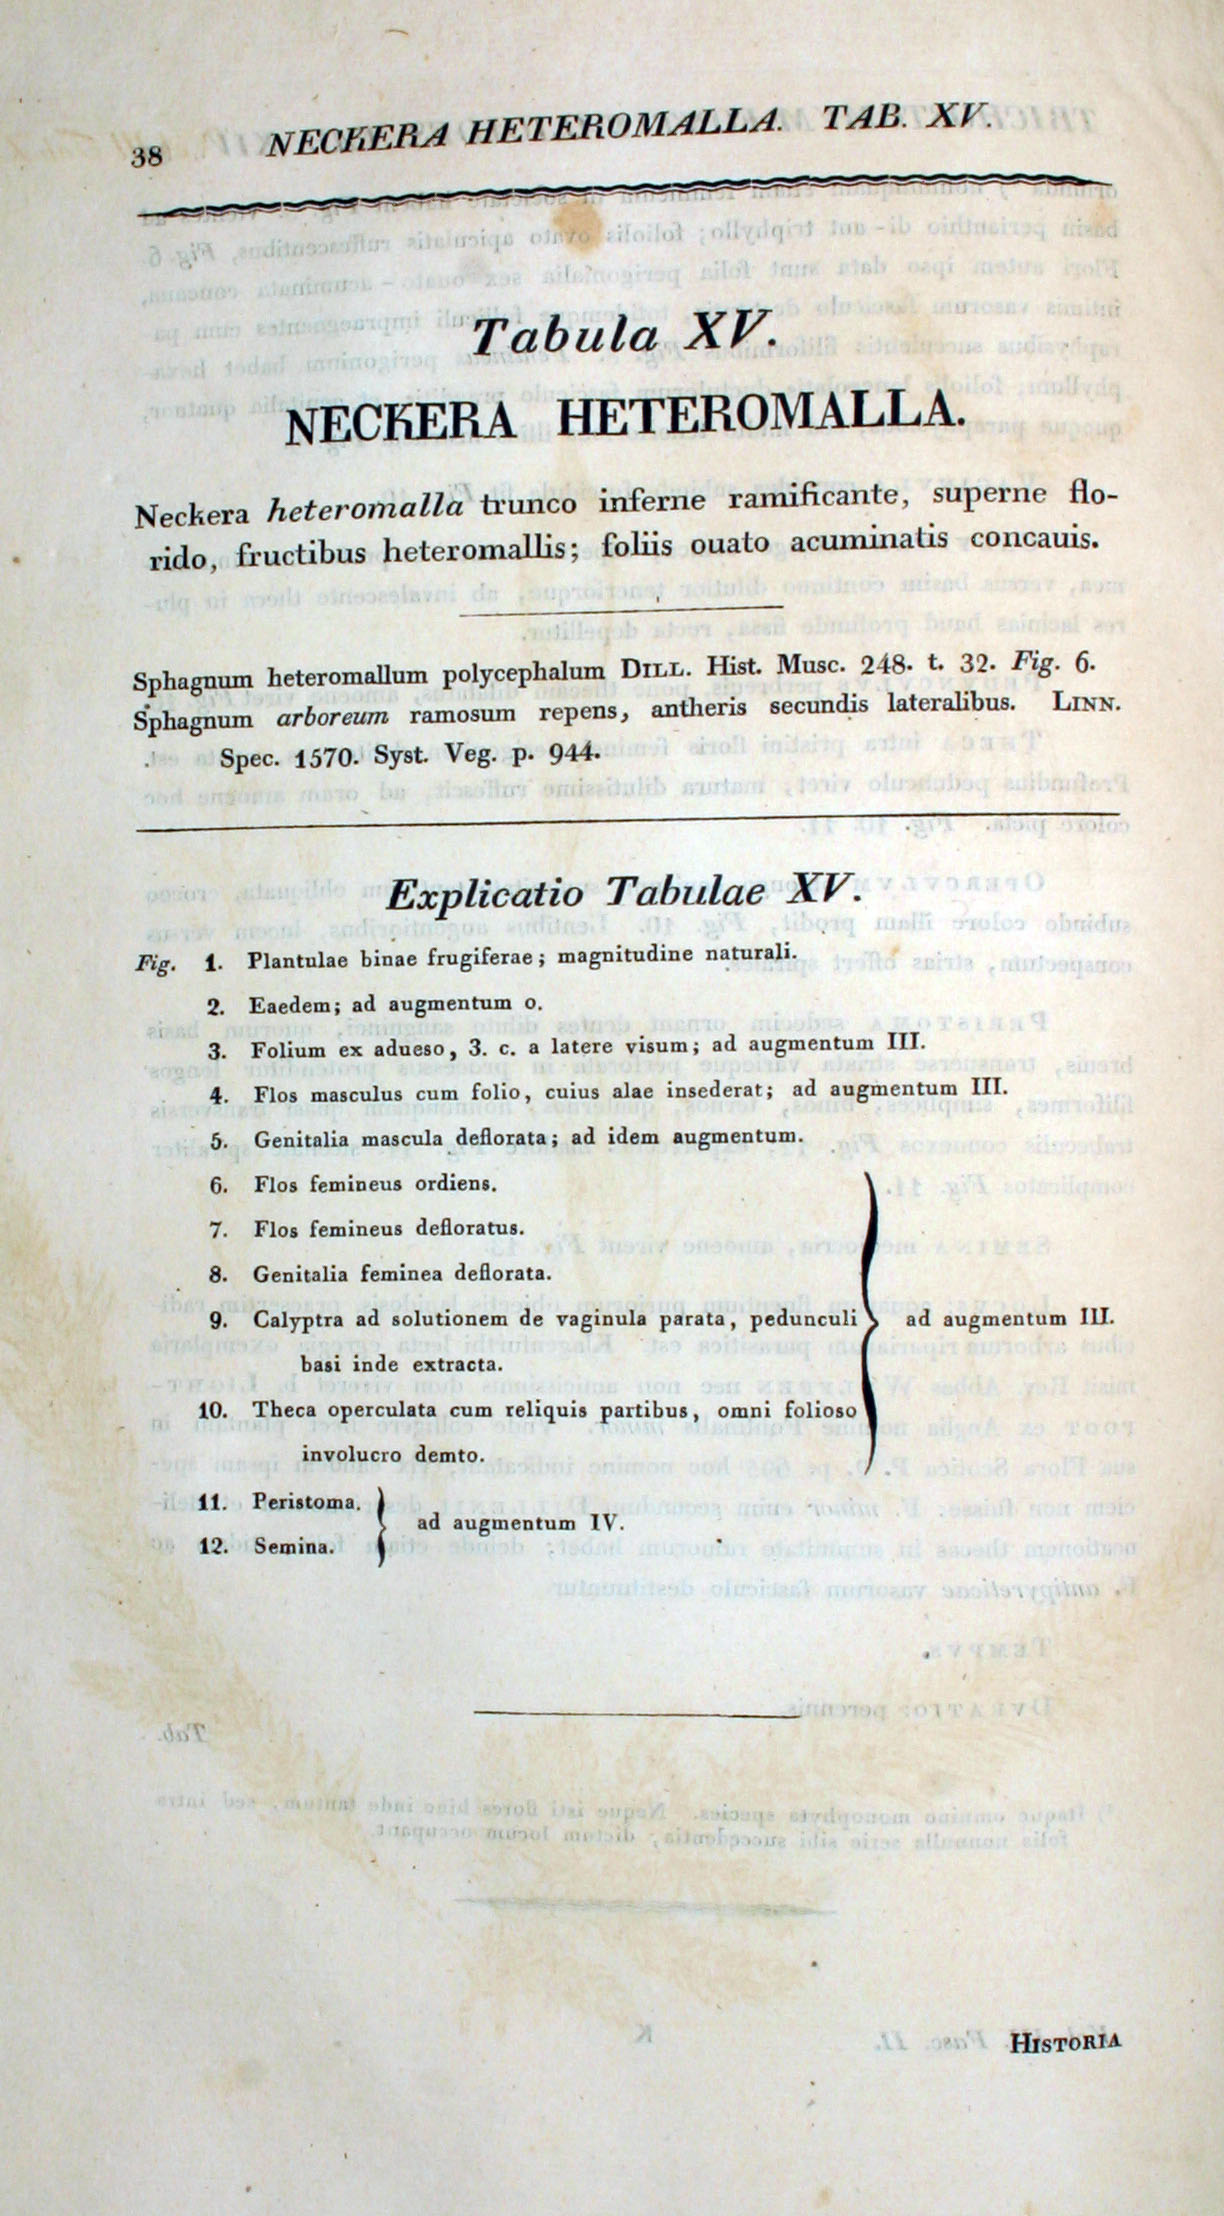 38 NECKERA HETEROMALLA. TAB. XV.
Tabula XV.
NECKERA HETEROMALLA.
Neckera heteromalla trunco inferne ramificante, superne flo-
rido, fructibus heteromallis; foliis ouato acuminatis concauis.
Sphagnum heteromallum polycephalum DILL. Hist. Musc. 248. t. 32. Fig. 6.
Sphagnum arboreum ramosum repens, antheris secundis lateralibus. LINN.
Spec. 1570. Syst. Veg. p. 944.
Explicatio Tabulae XV.
Fig. 1. Plantulae binae frugiferae; magnitudine naturali.
2. Eaedem; ad augmentum o.
3. Folium ex adueso, 3. c. a latere visum; ad augmentum III.
4. Flos masculus cum folio, cuius alae insederat; ad augmentum III.
5. Genitalia mascula deflorata; ad idem augmentum.
6. Flos femineus ordiens.
7. Flos femineus defloratus.
8. Genitalia feminea deflorata.
9. Calyptra ad solutionem de vaginula parata, pedunculi ad augmentum III.
basi inde extracta.
10. Theca operculata cum reliquis partibus, omni folioso
involucro demto.
11. Peristoma.
ad augmentum IV.
12. Semina.
HISTORIA